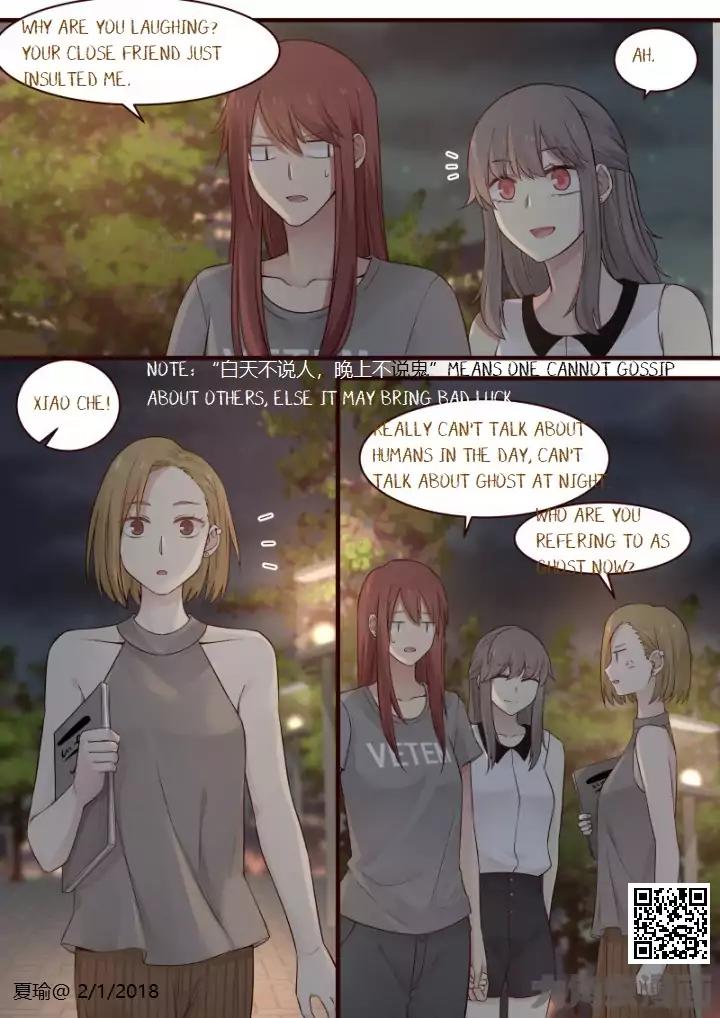 WHY ARE YOU LAUGHING?
YOUR CLOSE FRIEND JUST
INSULTED ME.
AH.
VETEM
NOTE: “白天不说人，晚上不说鬼” MEANS ONE CANNOT GOSSIP
ABOUT OTHERS, ELSE IT MAY BRING BAD LUCK
XIAO CHE!
REALLY CAN'T TALK ABOUT
HUMANS IN THE DAY, CAN'T
TALK ABOUT GHOST AT NIGHT
WHO ARE YOU
REFERING TO AS
GHOST NOW?
VETEM
夏瑜@ 2/1/2018